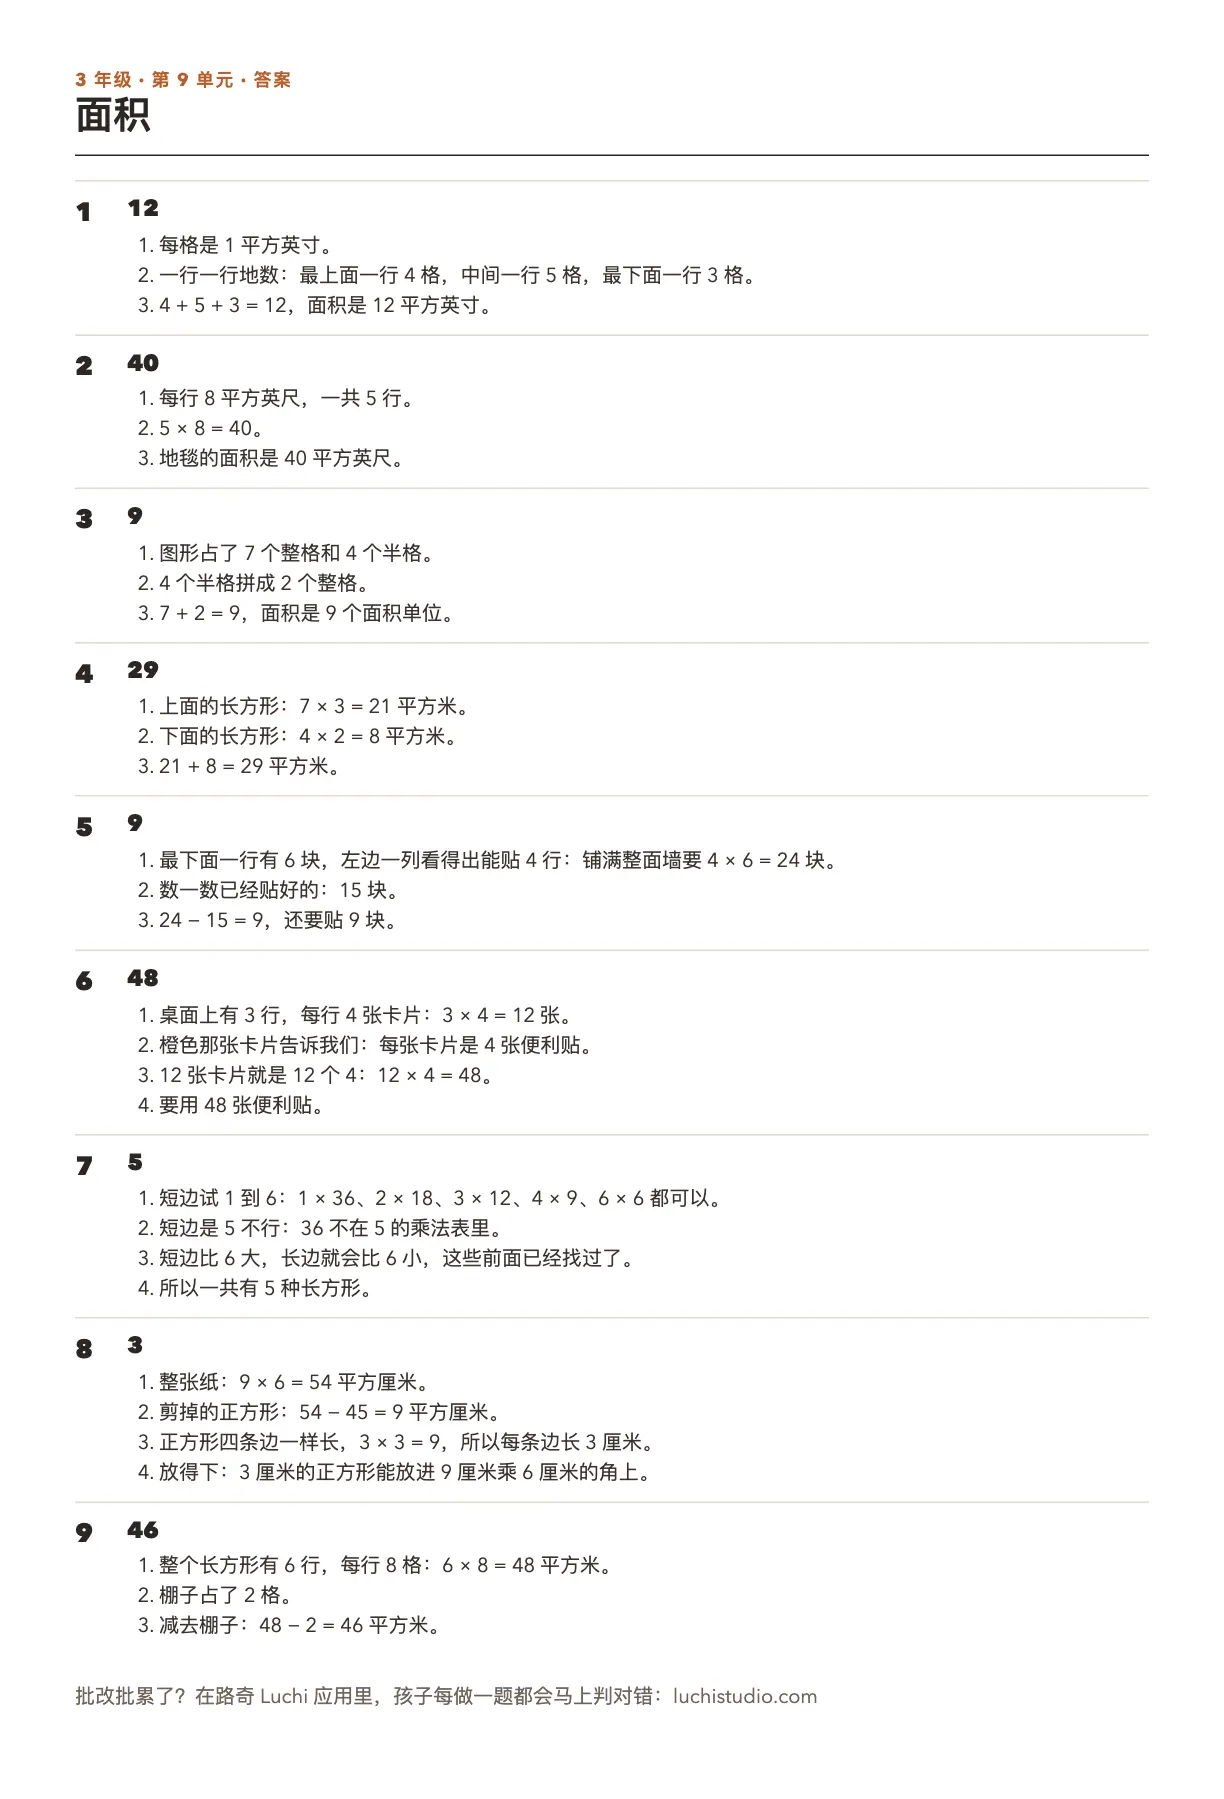 3 年级 · 第 9 单元 · 答案
面积
1 12
1. 每格是 1 平方英寸。
2. 一行一行地数：最上面一行 4 格，中间一行 5 格，最下面一行 3 格。
3. 4 + 5 + 3 = 12，面积是 12 平方英寸。
2 40
1. 每行 8 平方英尺，一共 5 行。
2. 5 × 8 = 40。
3. 地毯的面积是 40 平方英尺。
3 9
1. 图形占了 7 个整格和 4 个半格。
2. 4 个半格拼成 2 个整格。
3. 7 + 2 = 9，面积是 9 个面积单位。
4 29
1. 上面的长方形：7 × 3 = 21 平方米。
2. 下面的长方形：4 × 2 = 8 平方米。
3. 21 + 8 = 29 平方米。
5 9
1. 最下面一行有 6 块，左边一列看得出能贴 4 行：铺满整面墙要 4 × 6 = 24 块。
2. 数一数已经贴好的：15 块。
3. 24 − 15 = 9，还要贴 9 块。
6 48
1. 桌面上有 3 行，每行 4 张卡片：3 × 4 = 12 张。
2. 橙色那张卡片告诉我们：每张卡片是 4 张便利贴。
3. 12 张卡片就是 12 个 4：12 × 4 = 48。
4. 要用 48 张便利贴。
7 5
1. 短边试 1 到 6：1 × 36、2 × 18、3 × 12、4 × 9、6 × 6 都可以。
2. 短边是 5 不行：36 不在 5 的乘法表里。
3. 短边比 6 大，长边就会比 6 小，这些前面已经找过了。
4. 所以一共有 5 种长方形。
8 3
1. 整张纸：9 × 6 = 54 平方厘米。
2. 剪掉的正方形：54 − 45 = 9 平方厘米。
3. 正方形四条边一样长，3 × 3 = 9，所以每条边长 3 厘米。
4. 放得下：3 厘米的正方形能放进 9 厘米乘 6 厘米的角上。
9 46
1. 整个长方形有 6 行，每行 8 格：6 × 8 = 48 平方米。
2. 棚子占了 2 格。
3. 减去棚子：48 − 2 = 46 平方米。
批改批累了？在路奇 Luchi 应用里，孩子每做一题都会马上判对错：luchistudio.com